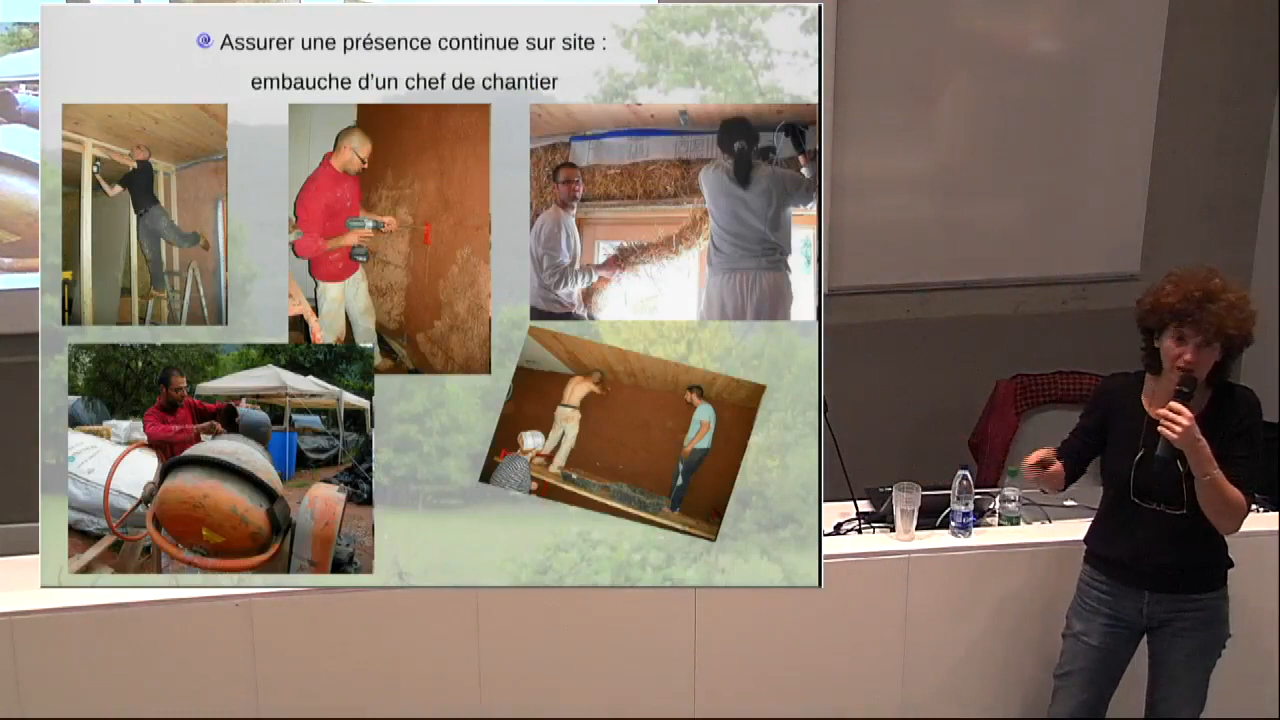 Assurer une présence continue sur site :
embauche d'un chef de chantier